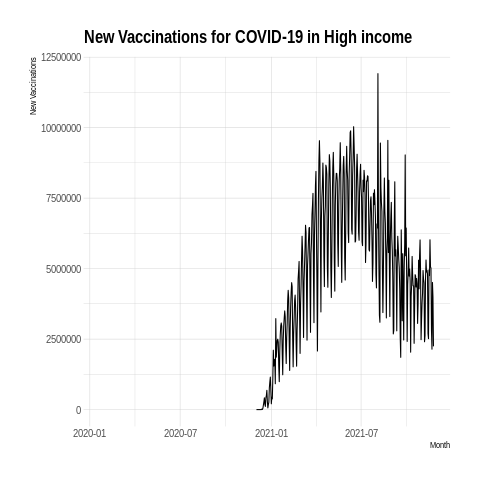 New Vaccinations for COVID-19 in High income
New Vaccinations
12500000
10000000
7500000
5000000
2500000
0
2020-01 2020-07 2021-01 2021-07
Month